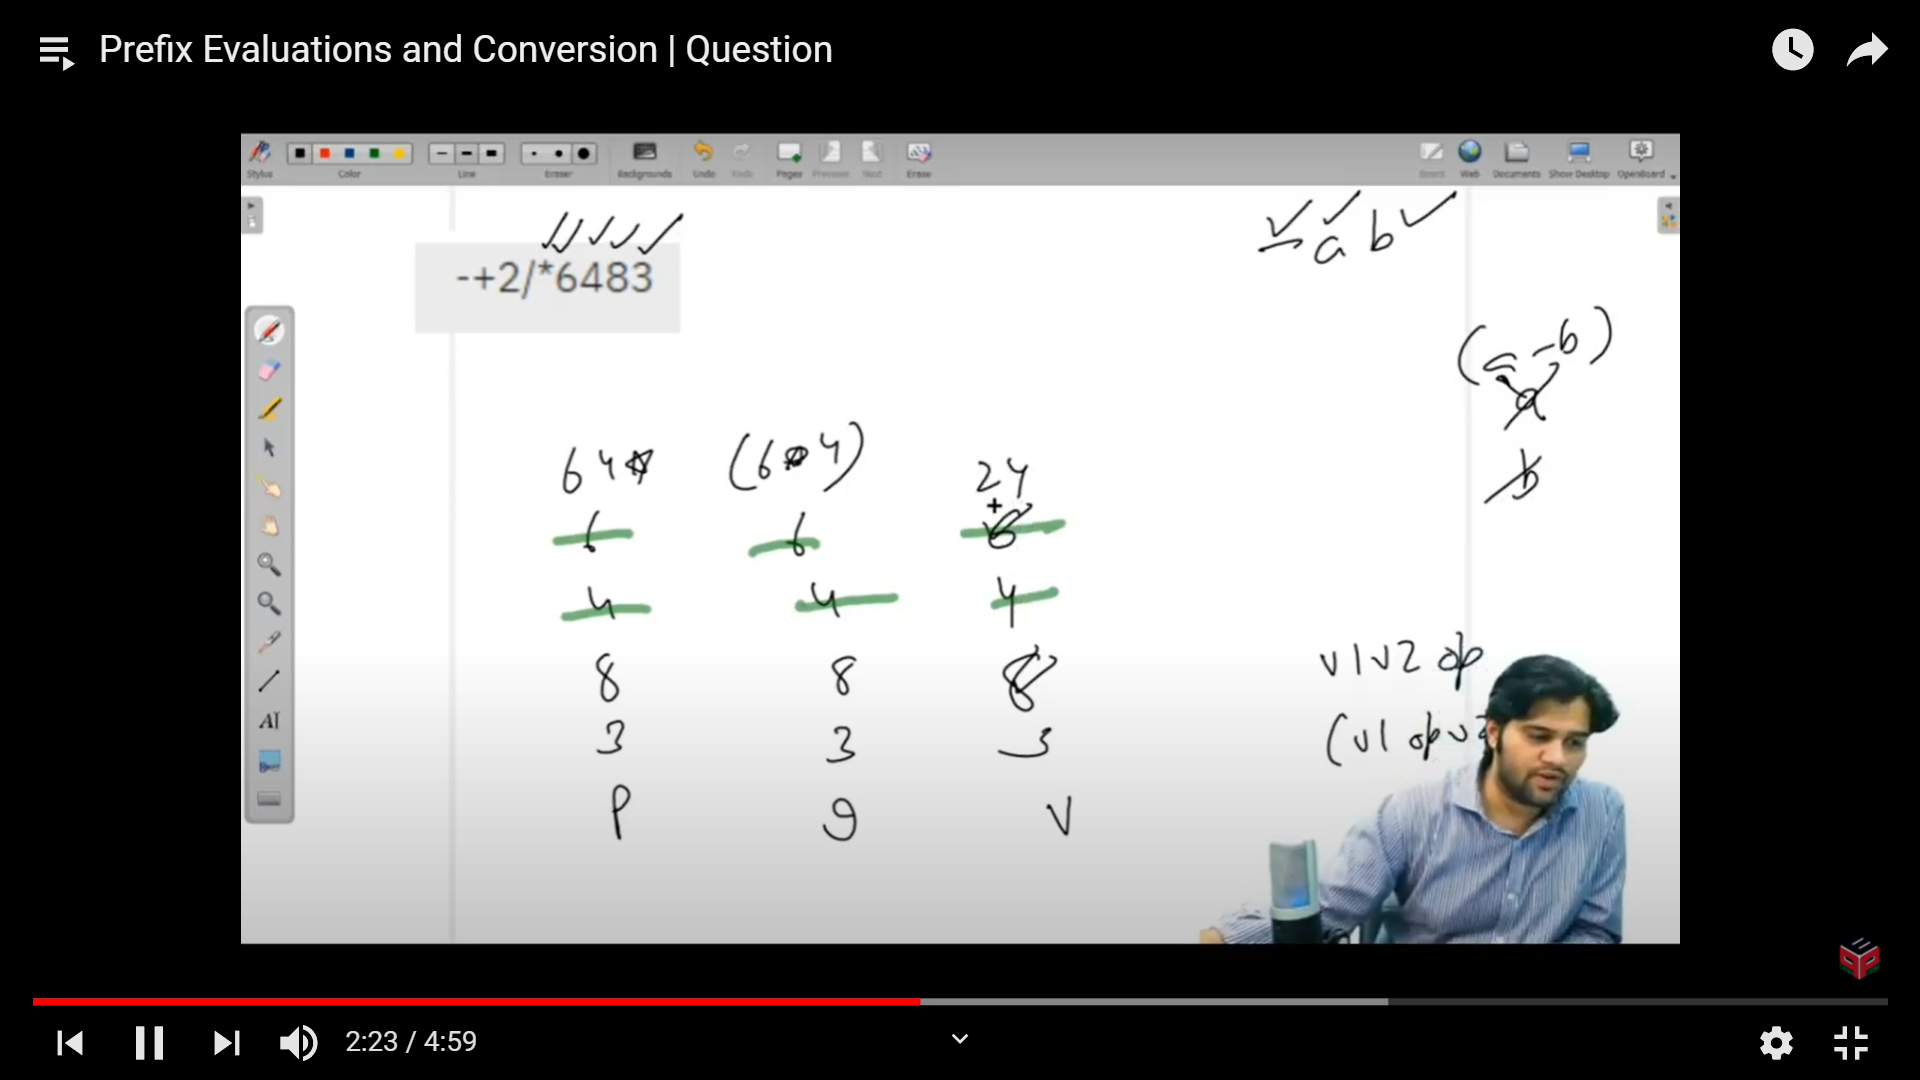 Prefix Evaluations and Conversion | Question
Stylus Color Line Eraser Backgrounds Undo Redo Pages Previous Next Erase Board Web Documents Show Desktop OpenBoard
-+2/*6483
- a b
(a - b)
a
b
64* (6*4) 24
6 6 6
4 4 4
8 8 8
3 3 3
P I V
v1v2 op
(v1 op v2
AI
2:23 / 4:59